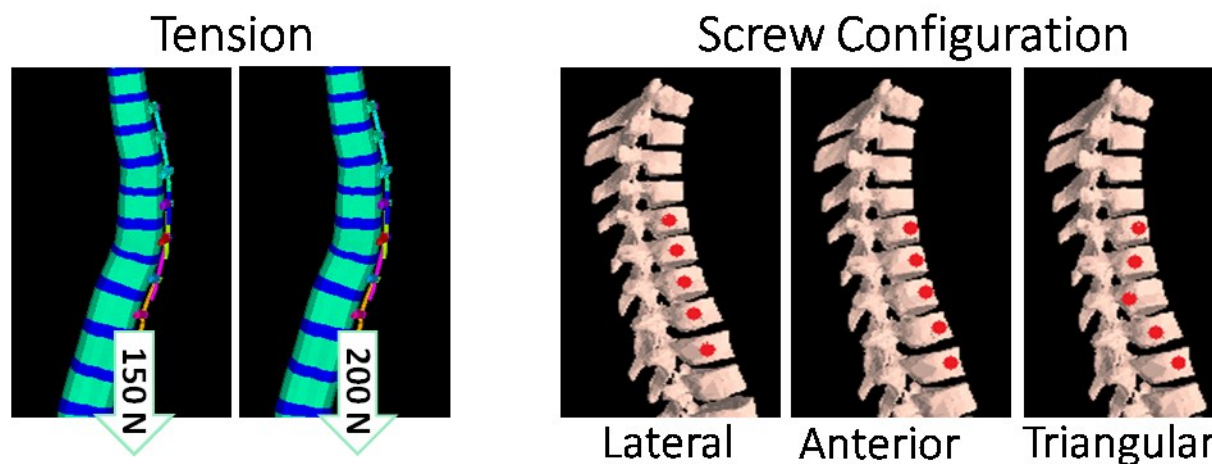 Tension
Screw Configuration
150 N
200 N
Lateral
Anterior
Triangular